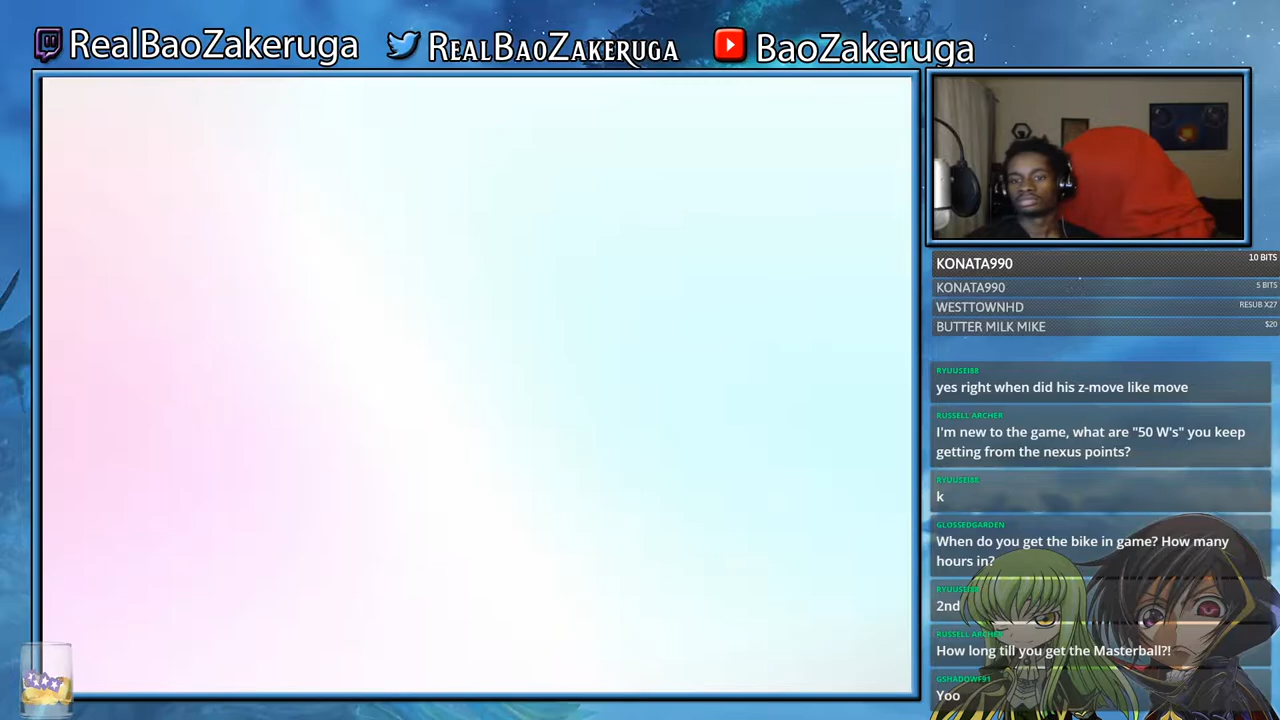 RealBaoZakeruga RealBaoZakeruga BaoZakeruga
KONATA990 10 BITS
KONATA990 5 BITS
WESTTOWNHD RESUB X27
BUTTER MILK MIKE $20
RYUUSEI88
yes right when did his z-move like move
RUSSELL ARCHER
I'm new to the game, what are "50 W's" you keep
getting from the nexus points?
RYUUSEI88
k
GLOSSEDGARDEN
When do you get the bike in game? How many
hours in?
RYUUSEI88
2nd
RUSSELL ARCHER
How long till you get the Masterball?!
GSHADOWF91
Yoo